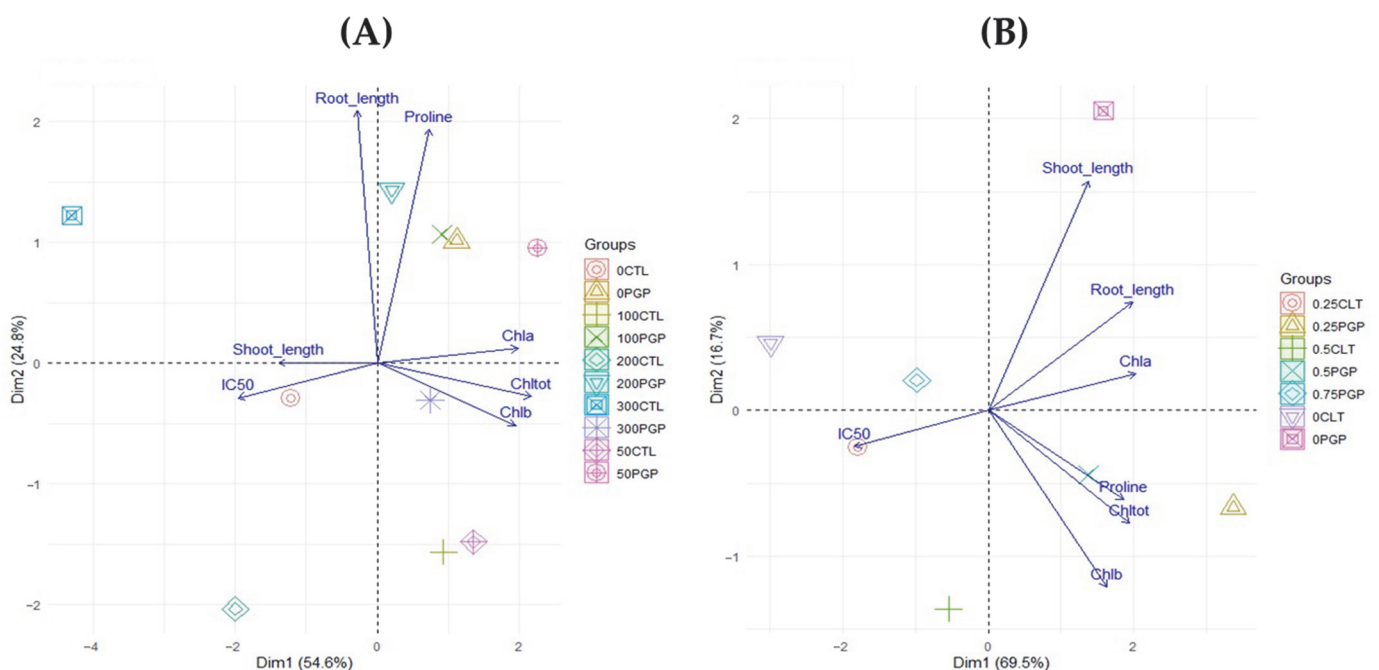 (A)
(B)
Root_length
Proline
Shoot_length
IC50
Chla
Chltot
Chlb
2
1
0
−1
−2
−4
−2
0
2
Dim2 (24.8%)
Dim1 (54.6%)
Groups
0CTL
0PGP
100CTL
100PGP
200CTL
200PGP
300CTL
300PGP
50CTL
50PGP
Shoot_length
Root_length
Chla
IC50
Proline
Chltot
Chlb
2
1
0
−1
−2
0
2
Dim2 (16.7%)
Dim1 (69.5%)
Groups
0.25CLT
0.25PGP
0.5CLT
0.5PGP
0.75PGP
0CLT
0PGP